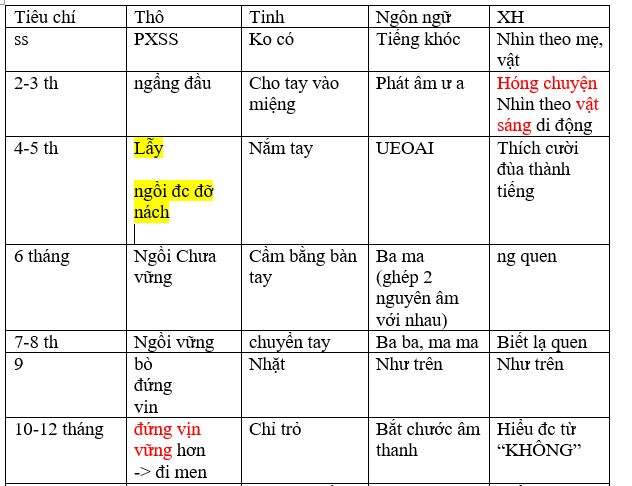 Tiêu chí Thô Tinh Ngôn ngữ XH
ss PXSS Ko có Tiếng khóc Nhìn theo mẹ,
vật
2-3 th ngẩng đầu Cho tay vào Phát âm ư a Hóng chuyện
miệng Nhìn theo vật
sáng di động
4-5 th Lẫy Nắm tay UEOAI Thích cười
đùa thành
ngồi đc đỡ tiếng
nách
6 tháng Ngồi Chưa Cầm bằng bàn Ba ma ng quen
vững tay (ghép 2
nguyên âm
với nhau)
7-8 th Ngồi vững chuyển tay Ba ba, ma ma Biết lạ quen
9 bò Nhặt Như trên Như trên
đứng
vin
10-12 tháng đứng vịn Chỉ trỏ Bắt chước âm Hiểu đc từ
vững hơn thanh “KHÔNG”
-> đi men